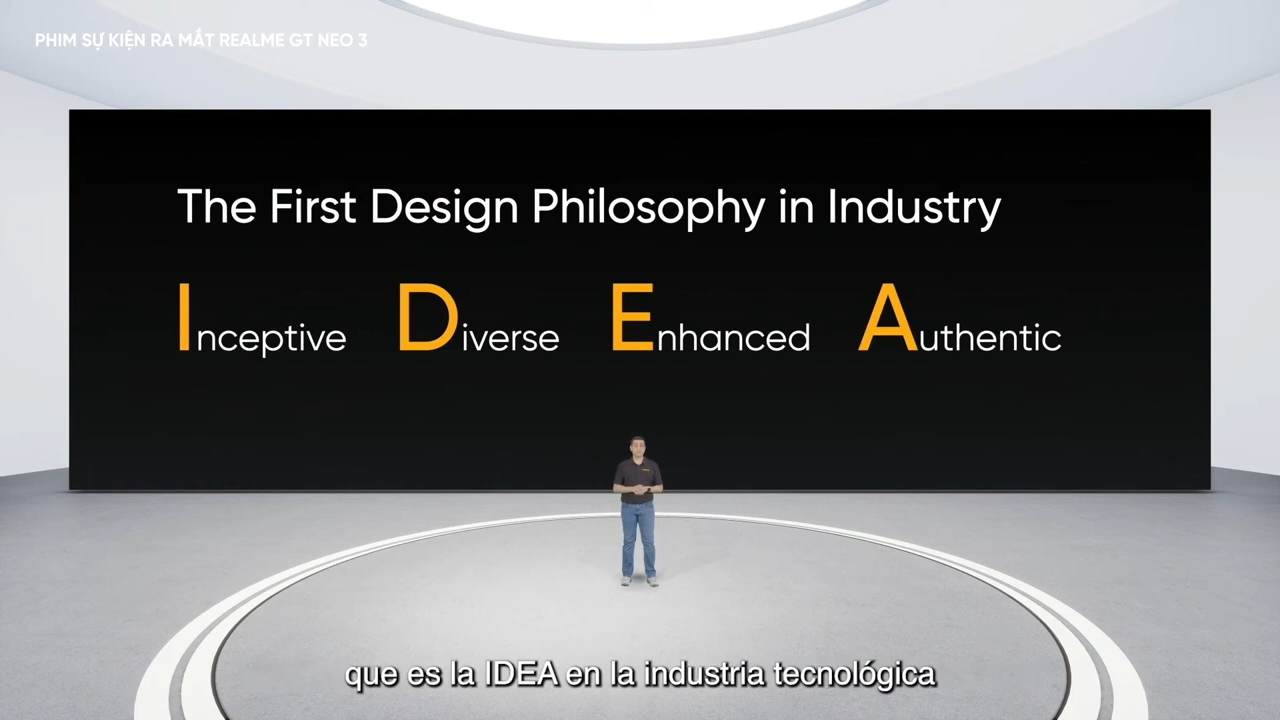 PHIM SỰ KIỆN RA MẮT REALME GT NEO 3
The First Design Philosophy in Industry
Inceptive Diverse Enhanced Authentic
que es la IDEA en la industria tecnológica